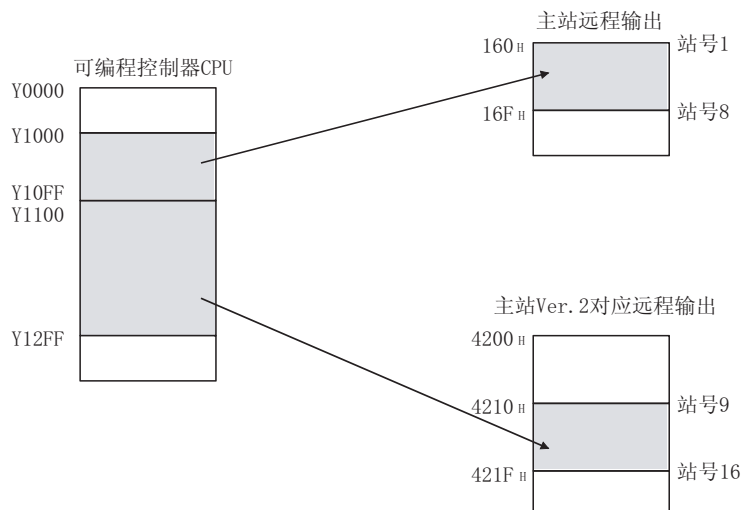 可编程控制器CPU
Y0000
Y1000
Y10FF
Y1100
Y12FF
主站远程输出
160H 站号1
16FH 站号8
主站Ver.2对应远程输出
4200H
4210H 站号9
421FH 站号16